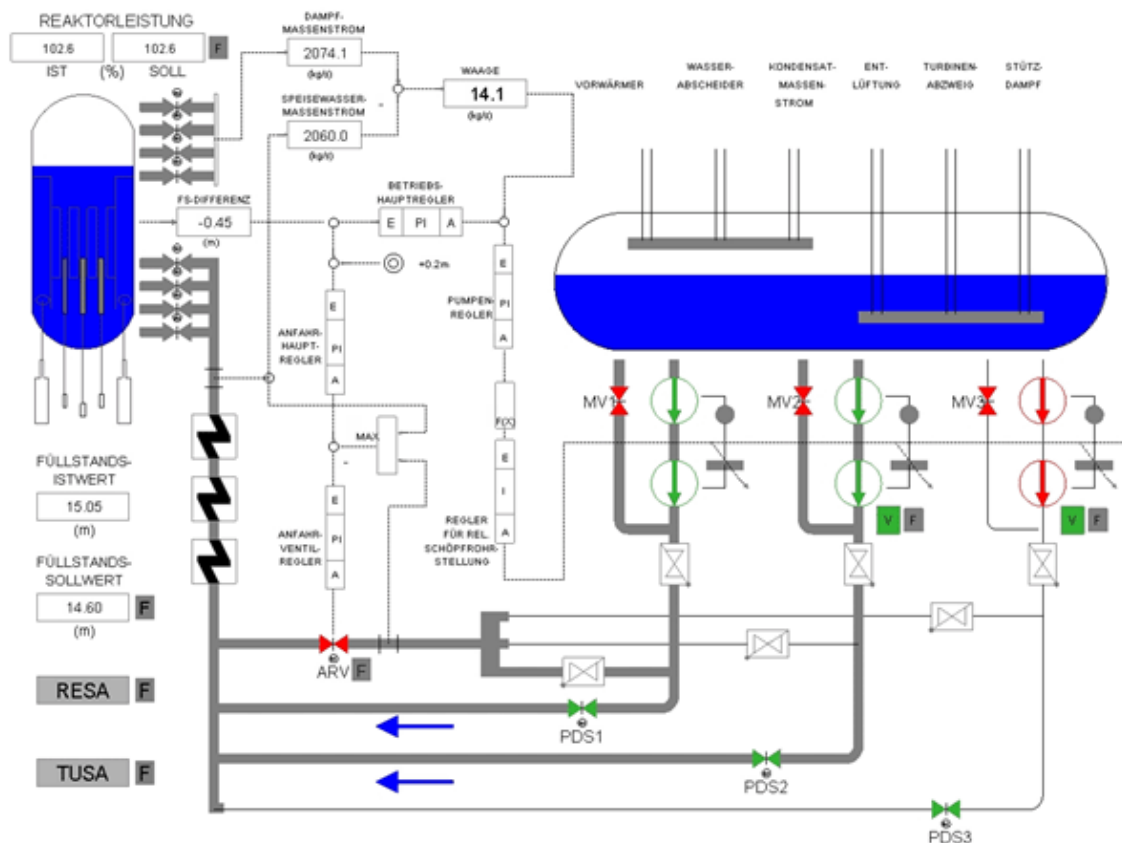 REAKTORLEISTUNG
102.6
102.6
F
IST
(%)
SOLL
DAMPF-
MASSENSTROM
2074.1
(kg/s)
SPEISEWASSER-
MASSENSTROM
2060.0
(kg/s)
-
WAAGE
14.1
(kg/s)
VORWÄRMER
WASSER-
ABSCHEIDER
KONDENSAT-
MASSEN-
STROM
ENT-
LÜFTUNG
TURBINEN-
ABZWEIG
STÜTZ-
DAMPF
FS-DIFFERENZ
-0.45
(m)
BETRIEBS-
HAUPTREGLER
E PI A
+0.2m
ANFAHR-
HAUPT-
REGLER
E
PI
A
PUMPEN-
REGLER
E
PI
A
F(X)
MAX
-
REGLER
FÜR REL.
SCHÖPFROHR-
STELLUNG
E
I
A
ANFAHR-
VENTIL-
REGLER
E
PI
A
MV1
MV2
MV3
V F
V F
FÜLLSTANDS-
ISTWERT
15.05
(m)
FÜLLSTANDS-
SOLLWERT
14.60
F
(m)
RESA
F
TUSA
F
ARV
F
PDS1
PDS2
PDS3